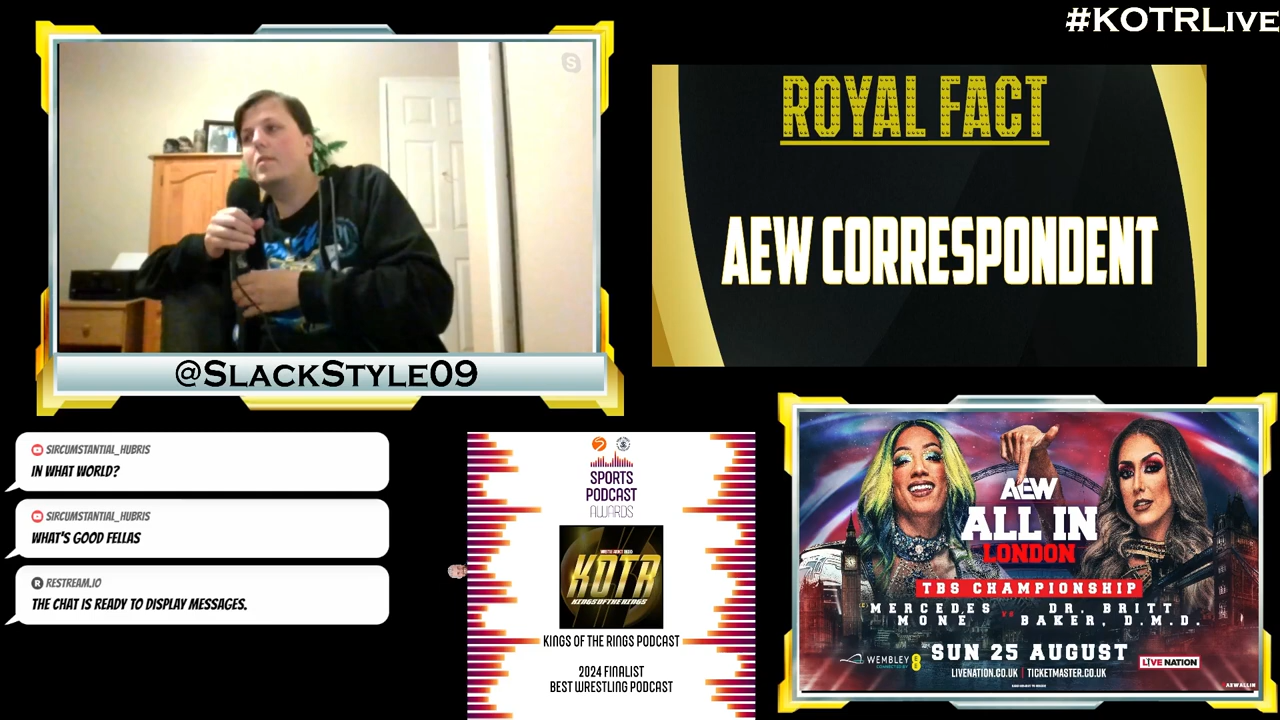 #KOTRLIVE
ROYAL FACT
AEW CORRESPONDENT
@SLACKSTYLE09
SIRCUMSTANTIAL_HUBRIS
IN WHAT WORLD?
SIRCUMSTANTIAL_HUBRIS
WHAT'S GOOD FELLAS
RESTREAM.IO
THE CHAT IS READY TO DISPLAY MESSAGES.
SPORTS
PODCAST
AWARDS
KOTR
KINGS OF THE RINGS
KINGS OF THE RINGS PODCAST
2024 FINALIST
BEST WRESTLING PODCAST
AEW
ALL IN
LONDON
TBS CHAMPIONSHIP
MERCEDES VS DR. BRITT
MONE BAKER, D.M.D.
WEMBLEY
SUN 25 AUGUST
LIVE NATION
LIVENATION.CO.UK | TICKETMASTER.CO.UK